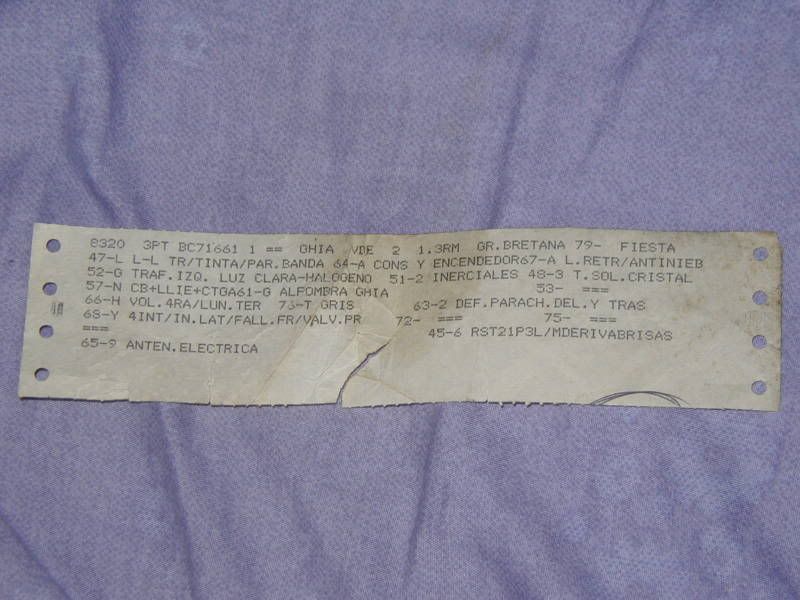 8320 3PT BC71661 1 == GHIA VDE 2 1.3RM GR.BRETANA 79- FIESTA
47-L L-L TR/TINTA/PAR.BANDA 64-A CONS Y ENCENDEDOR67-A L.RETR/ANTINIEB
52-G TRAF.IZQ. LUZ CLARA-HALOGENO 51-2 INERCIALES 48-3 T.SOL.CRISTAL
57-N CB+LLIE+CTGA61-G ALFOMBRA GHIA 53- ===
66-H VOL.4RA/LUN.TER 76-T GRIS 63-2 DEF.PARACH.DEL.Y TRAS
68-Y 4INT/IN.LAT/FALL.FR/VALV.PR 72- === 75- ===
=== 45-6 RST21P3L/MDERIVABRISAS
65-9 ANTEN.ELECTRICA